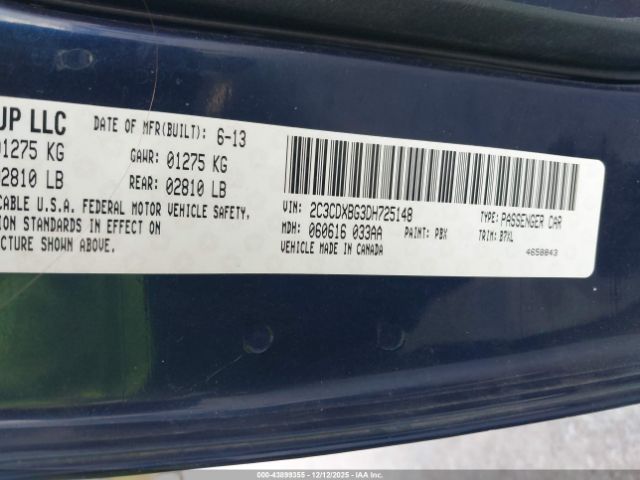 UP LLC
DATE OF MFR(BUILT): 6-13
01275 KG GAWR: 01275 KG
02810 LB REAR: 02810 LB
CABLE U.S.A. FEDERAL MOTOR VEHICLE SAFETY,
ION STANDARDS IN EFFECT ON
CTURE SHOWN ABOVE.
VIN: 2C3CDXBG3DH725148 TYPE: PASSENGER CAR
MDH: 060616 033AA PAINT: PBX TRIM: B7XL
VEHICLE MADE IN CANADA 4650843
000-43899355 - 12/12/2025 - IAA Inc.